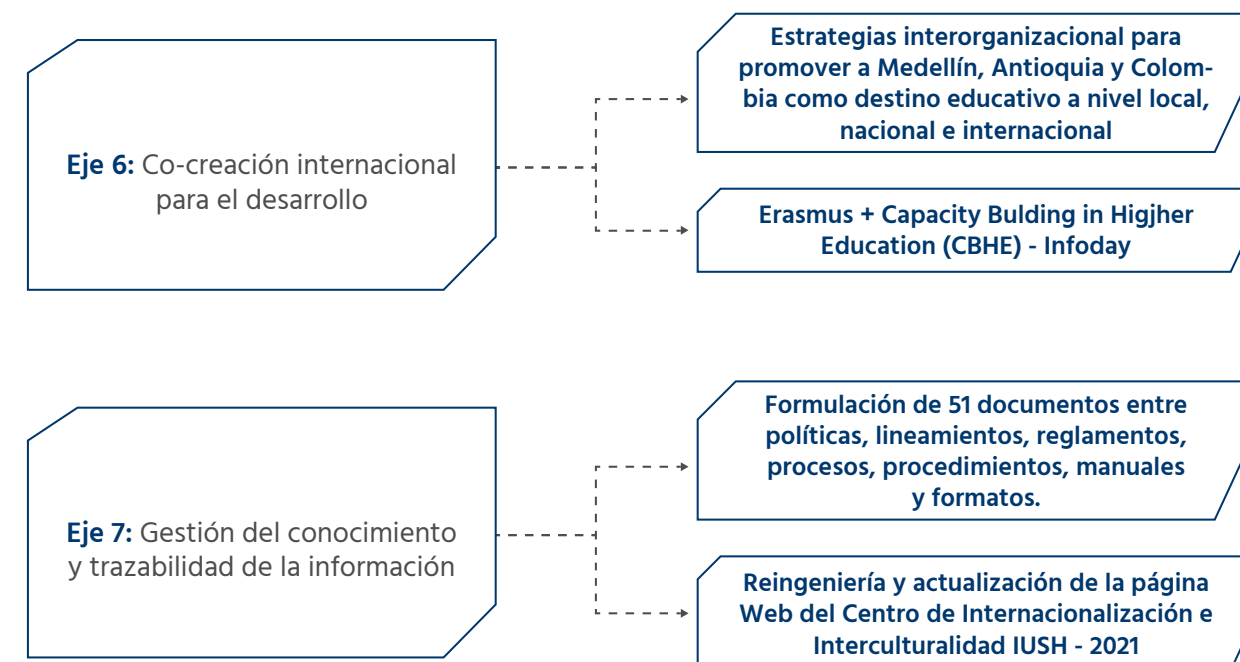 Eje 6: Co-creación internacional
para el desarrollo
Estrategias interorganizacional para
promover a Medellín, Antioquia y Colom-
bia como destino educativo a nivel local,
nacional e internacional
Erasmus + Capacity Bulding in Higjher
Education (CBHE) - Infoday
Eje 7: Gestión del conocimiento
y trazabilidad de la información
Formulación de 51 documentos entre
políticas, lineamientos, reglamentos,
procesos, procedimientos, manuales
y formatos.
Reingeniería y actualización de la página
Web del Centro de Internacionalización e
Interculturalidad IUSH - 2021